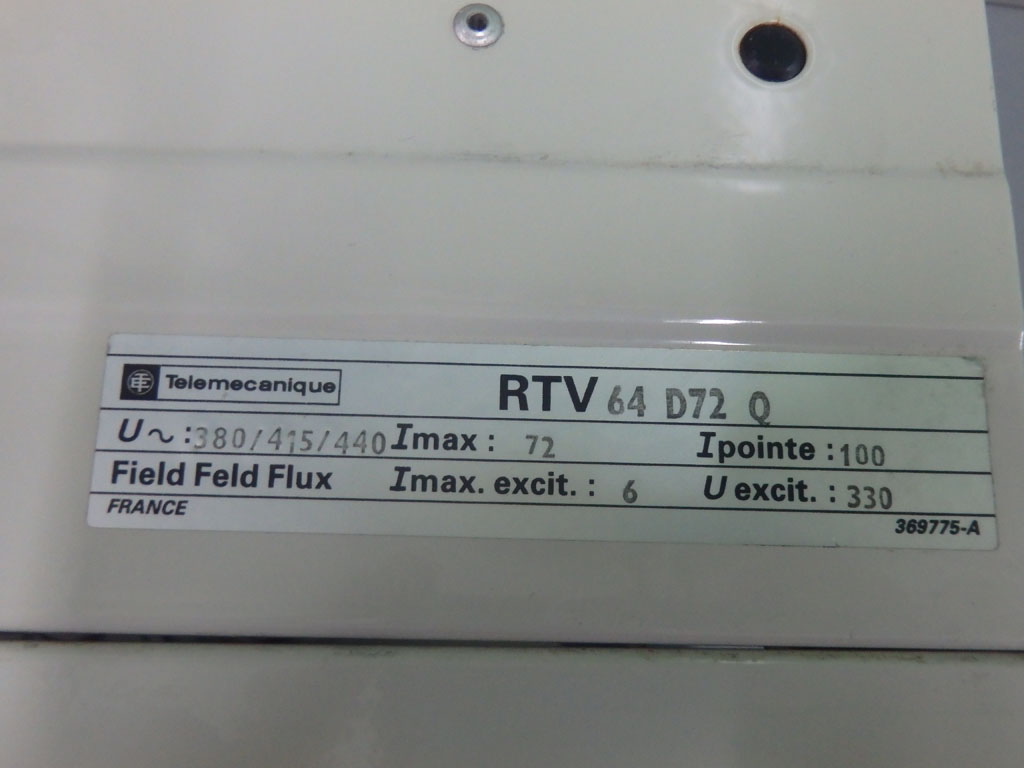 Telemecanique RTV 64 D72 Q
U~: 380/415/440 Imax: 72 Ipointe: 100
Field Feld Flux Imax. excit.: 6 U excit.: 330
FRANCE 369775-A